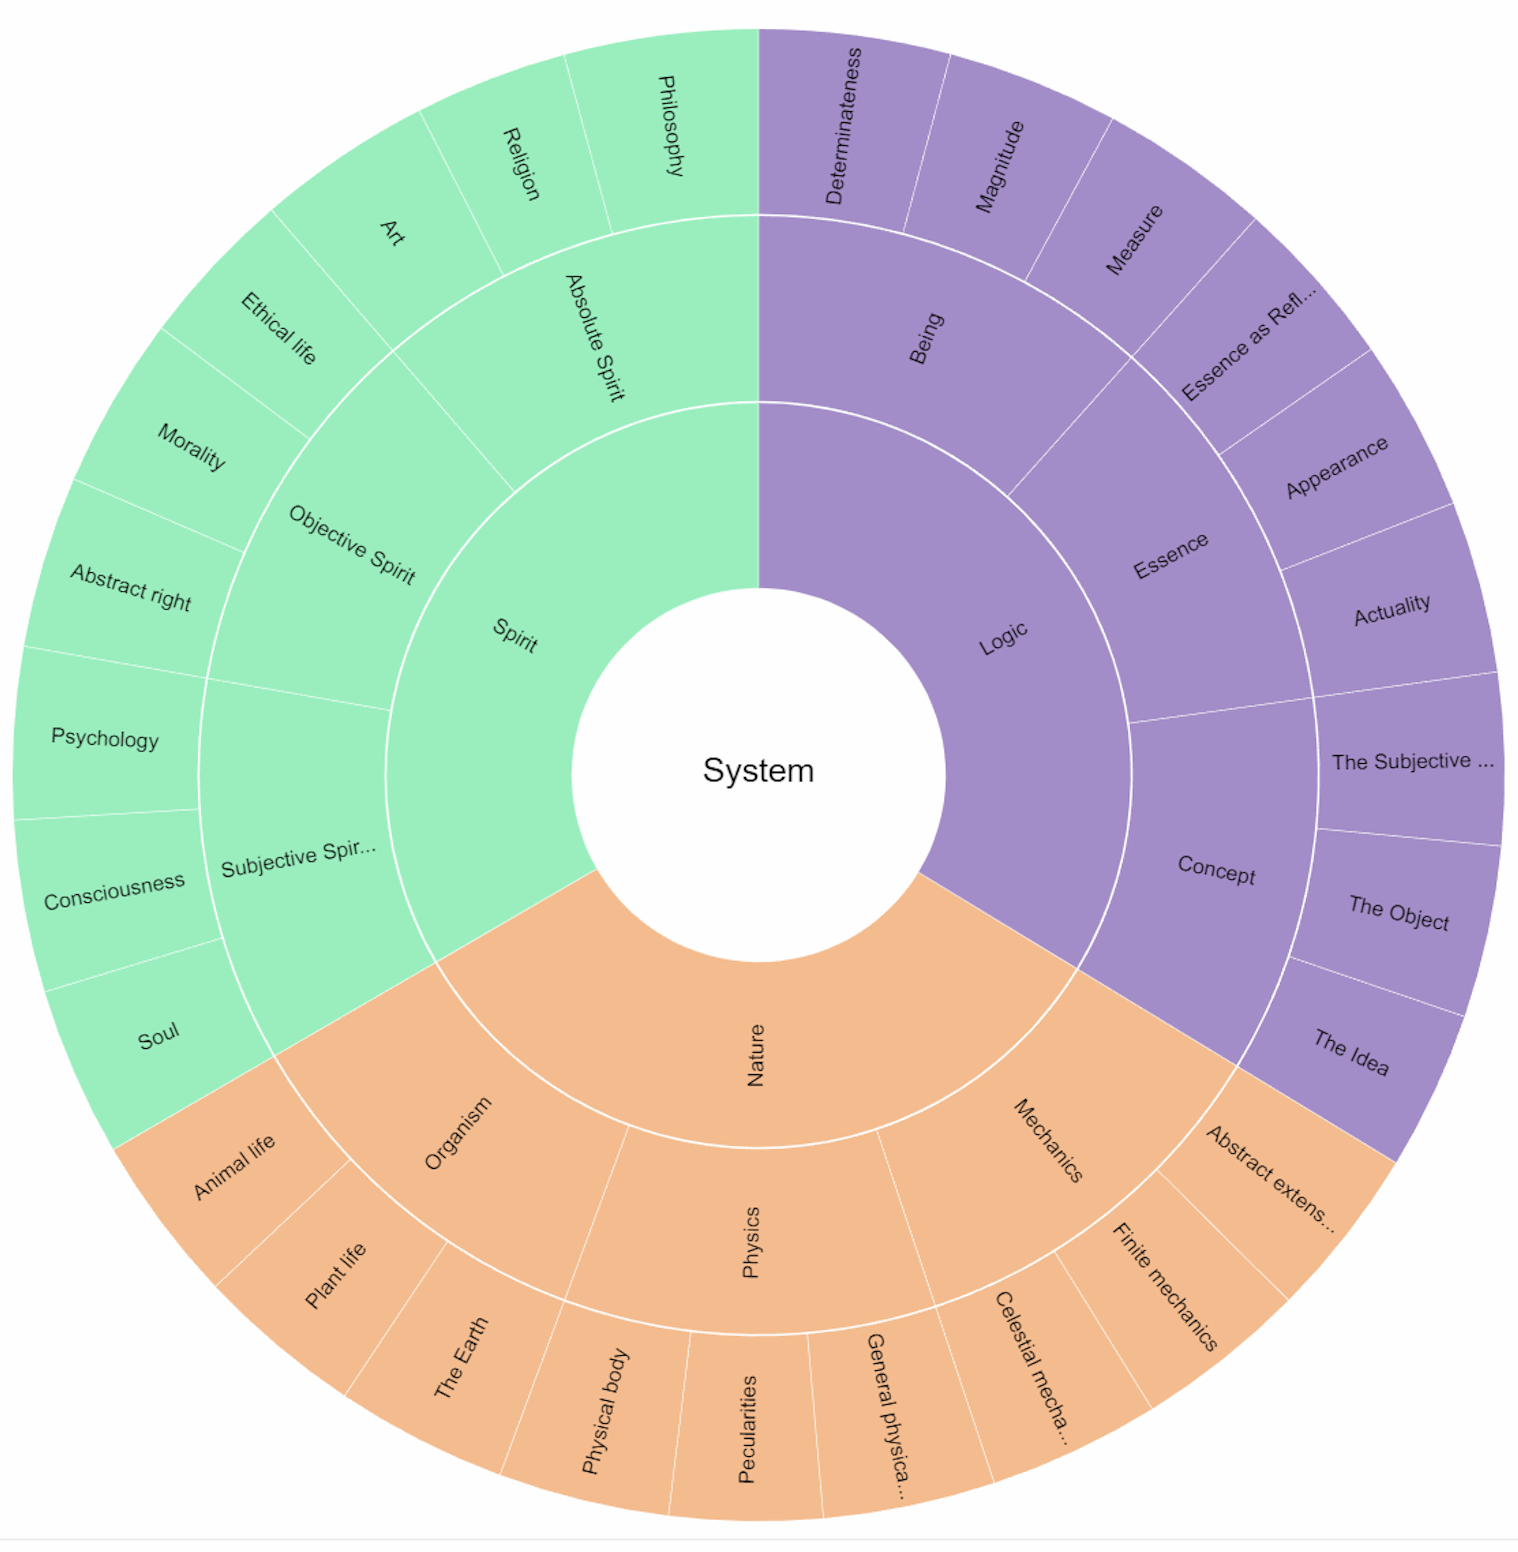 System
Logic
Being
Determinateness
Magnitude
Measure
Essence
Essence as Refl...
Appearance
Actuality
Concept
The Subjective ...
The Object
The Idea
Nature
Mechanics
Abstract extens...
Finite mechanics
Celestial mecha...
Physics
General physica...
Pecularities
Physical body
Organism
The Earth
Plant life
Animal life
Spirit
Subjective Spir...
Soul
Consciousness
Psychology
Objective Spirit
Abstract right
Morality
Ethical life
Absolute Spirit
Art
Religion
Philosophy